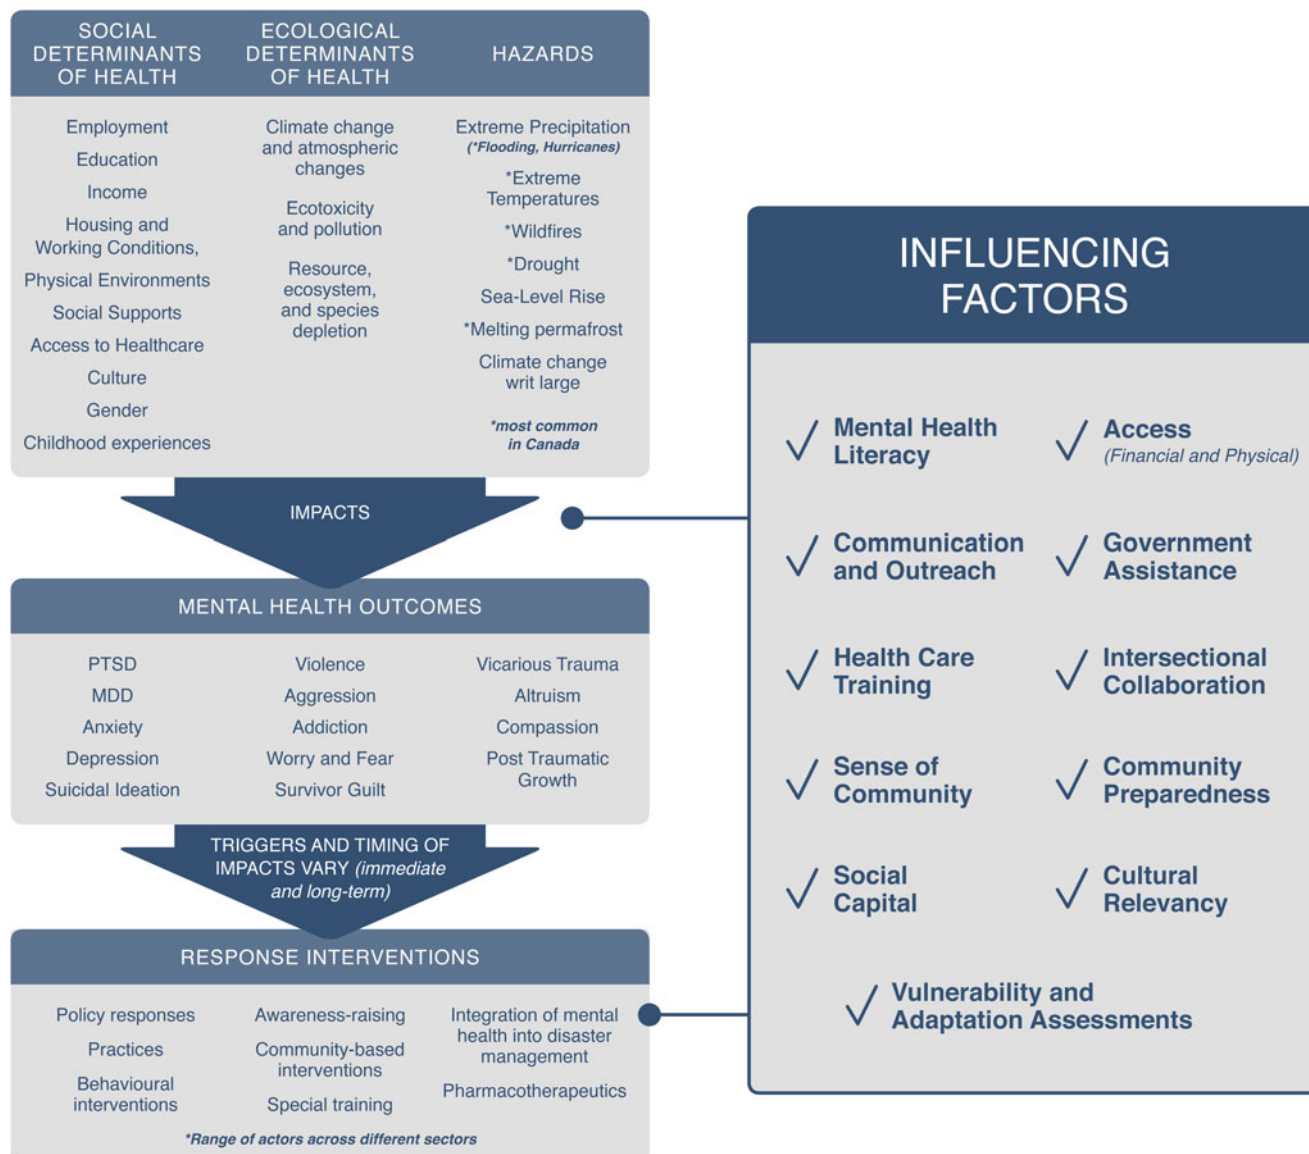 SOCIAL
DETERMINANTS
OF HEALTH
Employment
Education
Income
Housing and
Working Conditions,
Physical Environments
Social Supports
Access to Healthcare
Culture
Gender
Childhood experiences
ECOLOGICAL
DETERMINANTS
OF HEALTH
Climate change
and atmospheric
changes
Ecotoxicity
and pollution
Resource,
ecosystem,
and species
depletion
HAZARDS
Extreme Precipitation
(*Flooding, Hurricanes)
*Extreme
Temperatures
*Wildfires
*Drought
Sea-Level Rise
*Melting permafrost
Climate change
writ large
*most common
in Canada
IMPACTS
MENTAL HEALTH OUTCOMES
PTSD
MDD
Anxiety
Depression
Suicidal Ideation
Violence
Aggression
Addiction
Worry and Fear
Survivor Guilt
Vicarious Trauma
Altruism
Compassion
Post Traumatic
Growth
TRIGGERS AND TIMING OF
IMPACTS VARY (immediate
and long-term)
RESPONSE INTERVENTIONS
Policy responses
Practices
Behavioural
interventions
Awareness-raising
Community-based
interventions
Special training
Integration of mental
health into disaster
management
Pharmacotherapeutics
*Range of actors across different sectors
INFLUENCING
FACTORS
Mental Health
Literacy
Access
(Financial and Physical)
Communication
and Outreach
Government
Assistance
Health Care
Training
Intersectional
Collaboration
Sense of
Community
Community
Preparedness
Social
Capital
Cultural
Relevancy
Vulnerability and
Adaptation Assessments